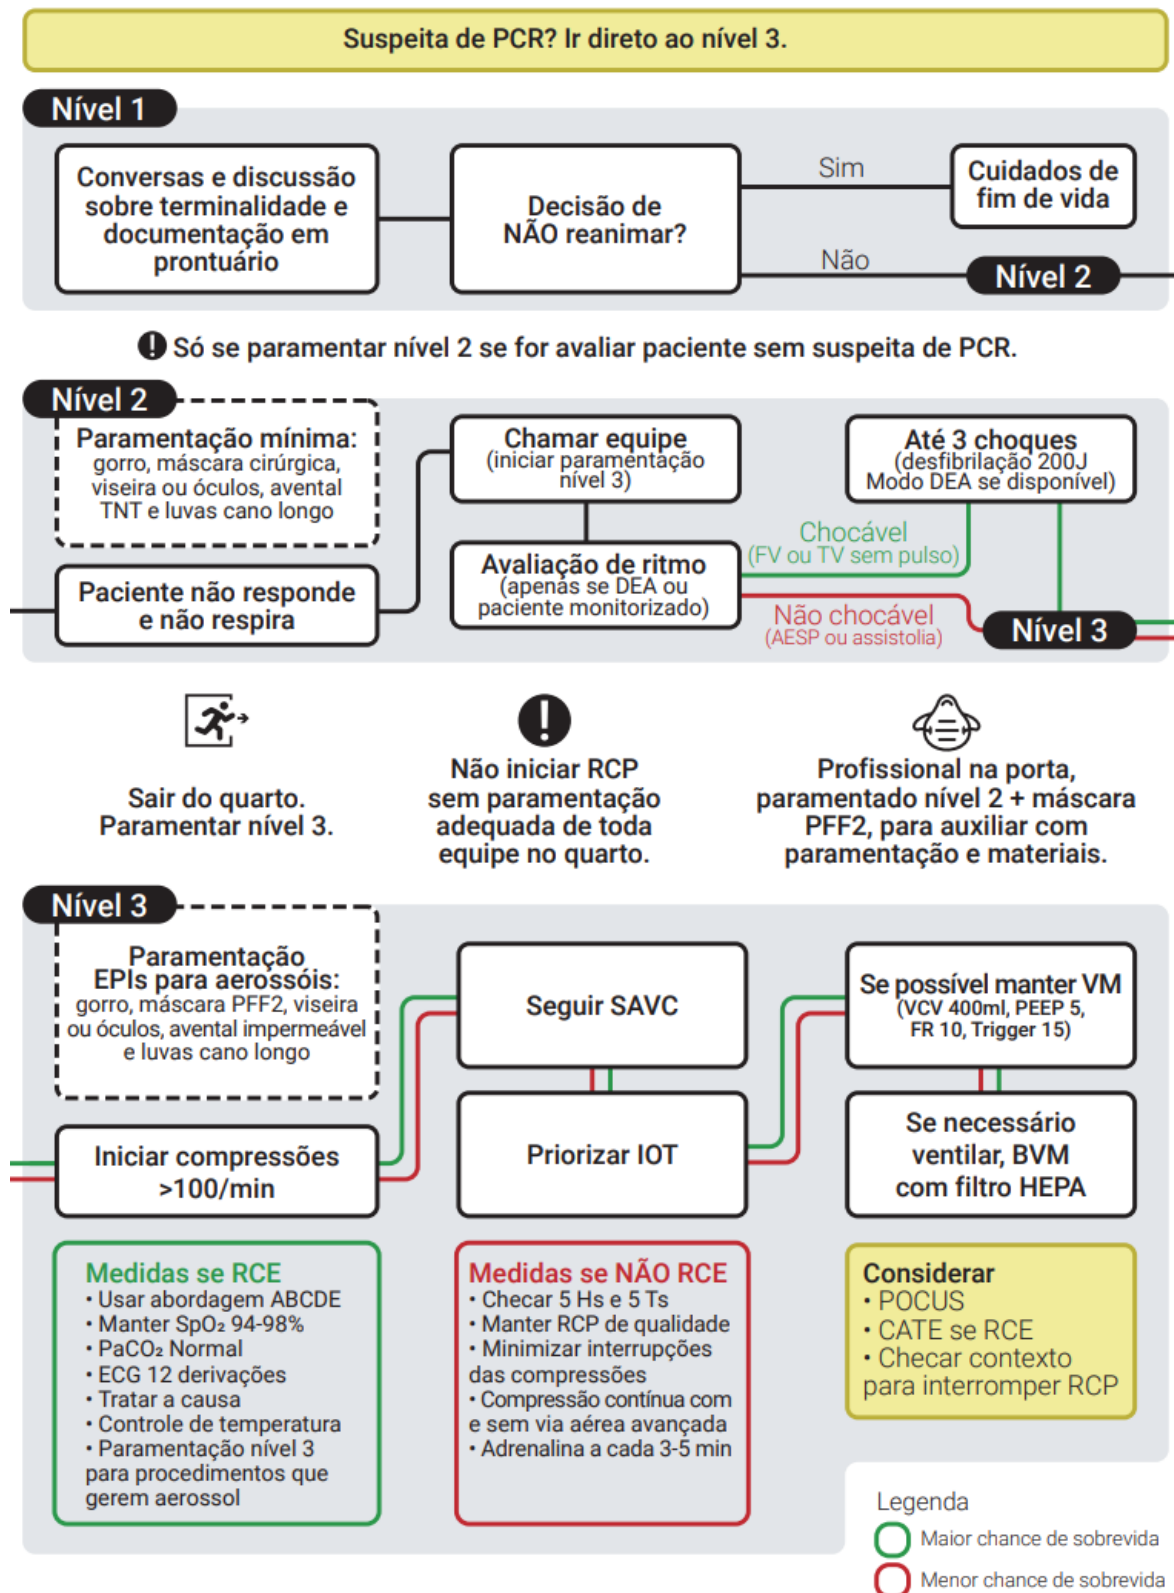 Suspeita de PCR? Ir direto ao nível 3.
Nível 1
Conversas e discussão
sobre terminalidade e
documentação em
prontuário
Decisão de
NÃO reanimar?
Sim
Cuidados de
fim de vida
Não
Nível 2
! Só se paramentar nível 2 se for avaliar paciente sem suspeita de PCR.
Nível 2
Paramentação mínima:
gorro, máscara cirúrgica,
viseira ou óculos, avental
TNT e luvas cano longo
Paciente não responde
e não respira
Chamar equipe
(iniciar paramentação
nível 3)
Avaliação de ritmo
(apenas se DEA ou
paciente monitorizado)
Chocável
(FV ou TV sem pulso)
Não chocável
(AESP ou assistolia)
Até 3 choques
(desfibrilação 200J
Modo DEA se disponível)
Nível 3
Sair do quarto.
Paramentar nível 3.
!
Não iniciar RCP
sem paramentação
adequada de toda
equipe no quarto.
Profissional na porta,
paramentado nível 2 + máscara
PFF2, para auxiliar com
paramentação e materiais.
Nível 3
Paramentação
EPIs para aerossóis:
gorro, máscara PFF2, viseira
ou óculos, avental impermeável
e luvas cano longo
Iniciar compressões
>100/min
Seguir SAVC
Priorizar IOT
Se possível manter VM
(VCV 400ml, PEEP 5,
FR 10, Trigger 15)
Se necessário
ventilar, BVM
com filtro HEPA
Medidas se RCE
• Usar abordagem ABCDE
• Manter SpO₂ 94-98%
• PaCO₂ Normal
• ECG 12 derivações
• Tratar a causa
• Controle de temperatura
• Paramentação nível 3
para procedimentos que
gerem aerossol
Medidas se NÃO RCE
• Checar 5 Hs e 5 Ts
• Manter RCP de qualidade
• Minimizar interrupções
das compressões
• Compressão contínua com
e sem via aérea avançada
• Adrenalina a cada 3-5 min
Considerar
• POCUS
• CATE se RCE
• Checar contexto
para interromper RCP
Legenda
Maior chance de sobrevida
Menor chance de sobrevida